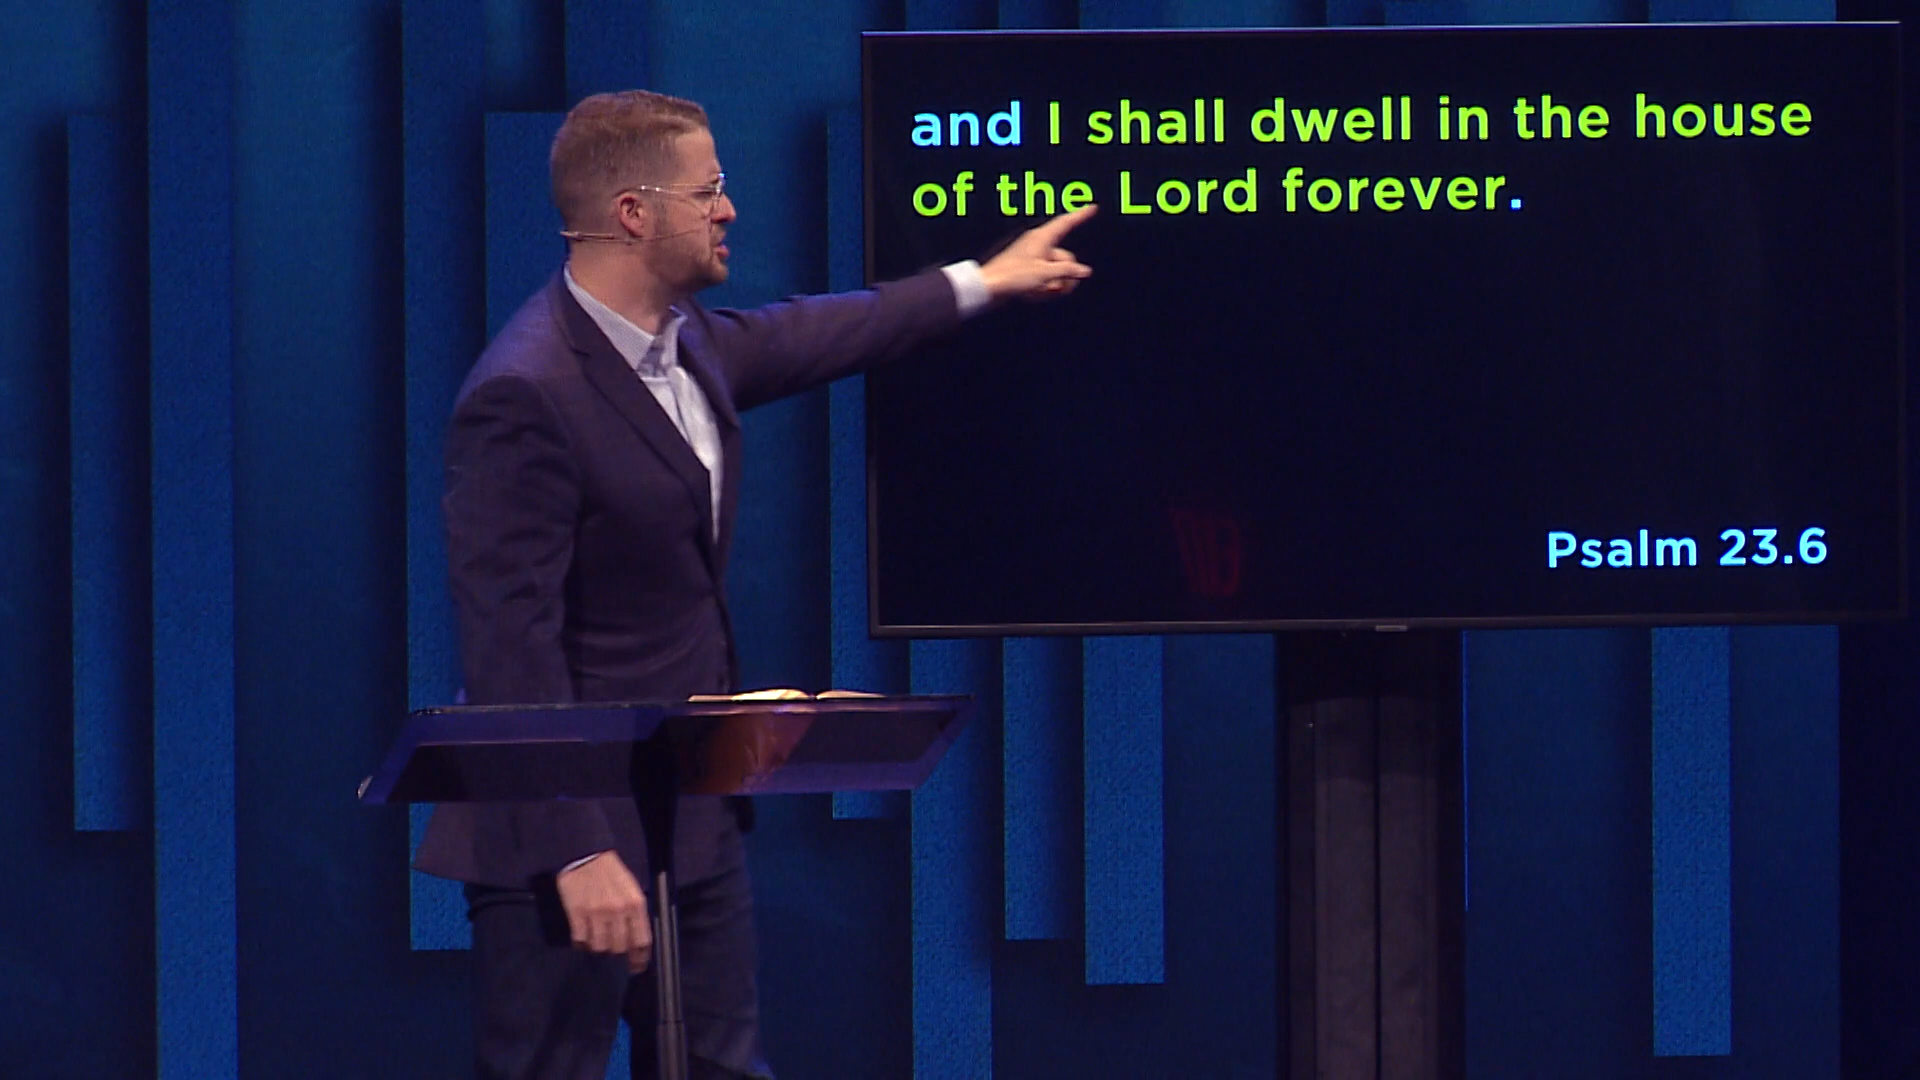 and I shall dwell in the house
of the Lord forever.
Psalm 23.6